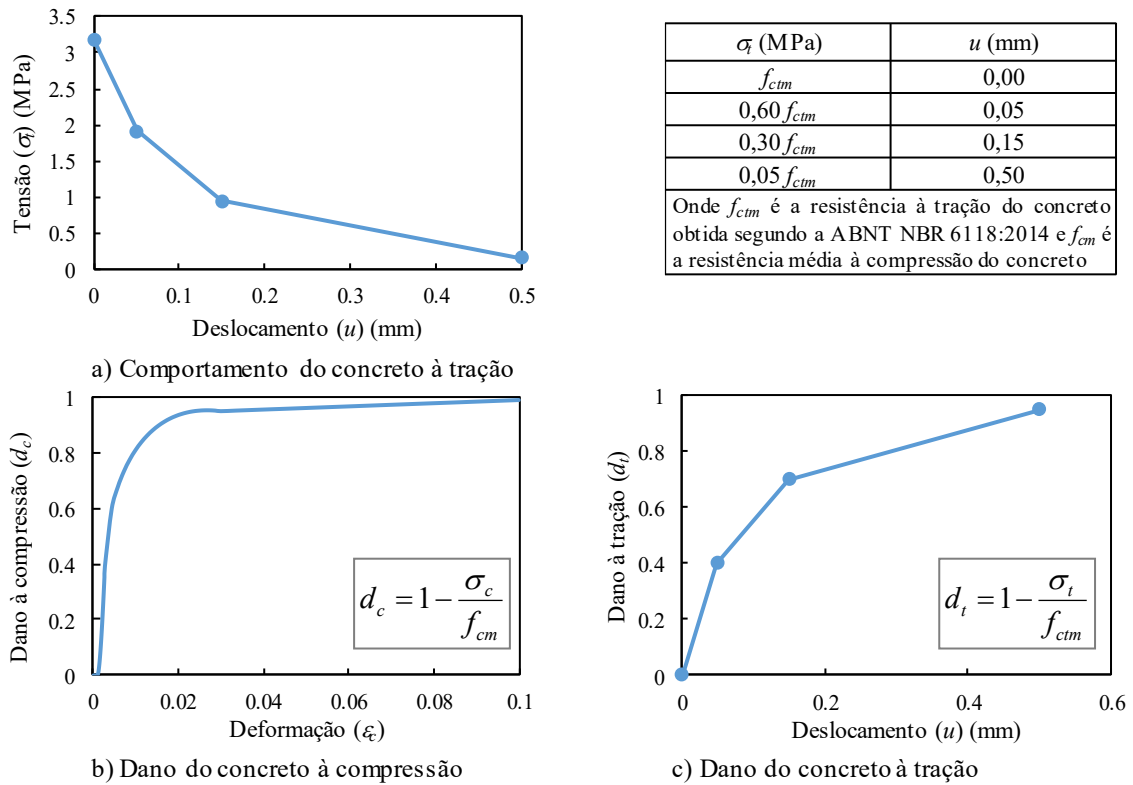 3.5
3
2.5
2
1.5
1
0.5
0
0 0.1 0.2 0.3 0.4 0.5
Tensão (σt) (MPa)
Deslocamento (u) (mm)
a) Comportamento do concreto à tração
σt (MPa) u (mm)
fctm 0,00
0,60 fctm 0,05
0,30 fctm 0,15
0,05 fctm 0,50
Onde fctm é a resistência à tração do concreto
obtida segundo a ABNT NBR 6118:2014 e fcm é
a resistência média à compressão do concreto
1
0.8
0.6
0.4
0.2
0
0 0.02 0.04 0.06 0.08 0.1
Dano à compressão (dc)
dc = 1 − σc / fcm
Deformação (εc)
b) Dano do concreto à compressão
1
0.8
0.6
0.4
0.2
0
0 0.2 0.4 0.6
Dano à tração (dt)
dt = 1 − σt / fctm
Deslocamento (u) (mm)
c) Dano do concreto à tração